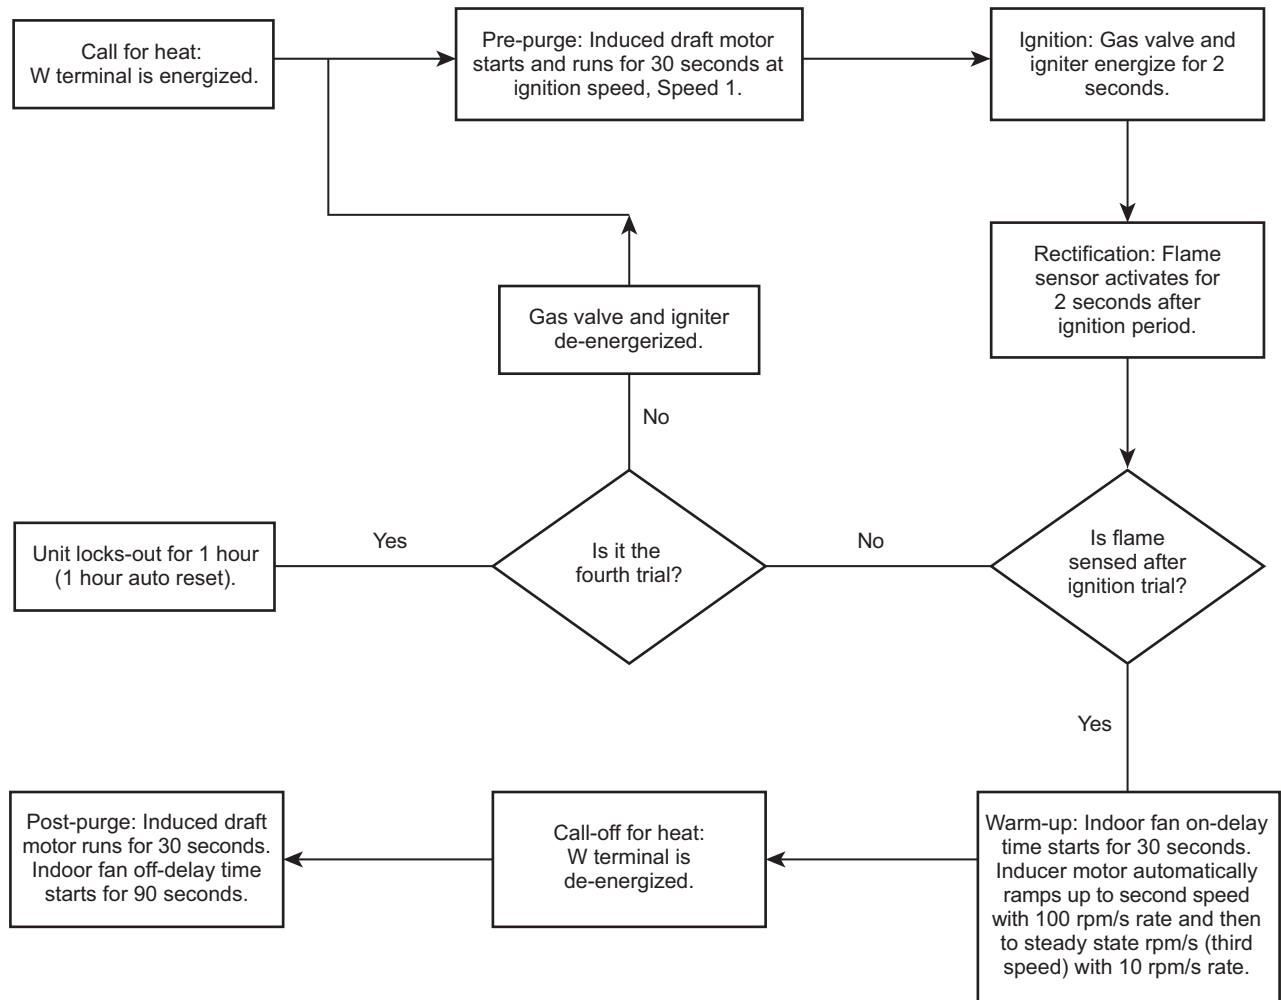 Call for heat:
W terminal is energized.
Pre-purge: Induced draft motor
starts and runs for 30 seconds at
ignition speed, Speed 1.
Ignition: Gas valve and
igniter energize for 2
seconds.
Rectification: Flame
sensor activates for
2 seconds after
ignition period.
Gas valve and igniter
de-energerized.
No
Is flame
sensed after
ignition trial?
No
Is it the
fourth trial?
Yes
Unit locks-out for 1 hour
(1 hour auto reset).
Yes
Warm-up: Indoor fan on-delay
time starts for 30 seconds.
Inducer motor automatically
ramps up to second speed
with 100 rpm/s rate and then
to steady state rpm/s (third
speed) with 10 rpm/s rate.
Call-off for heat:
W terminal is
de-energized.
Post-purge: Induced draft
motor runs for 30 seconds.
Indoor fan off-delay time
starts for 90 seconds.